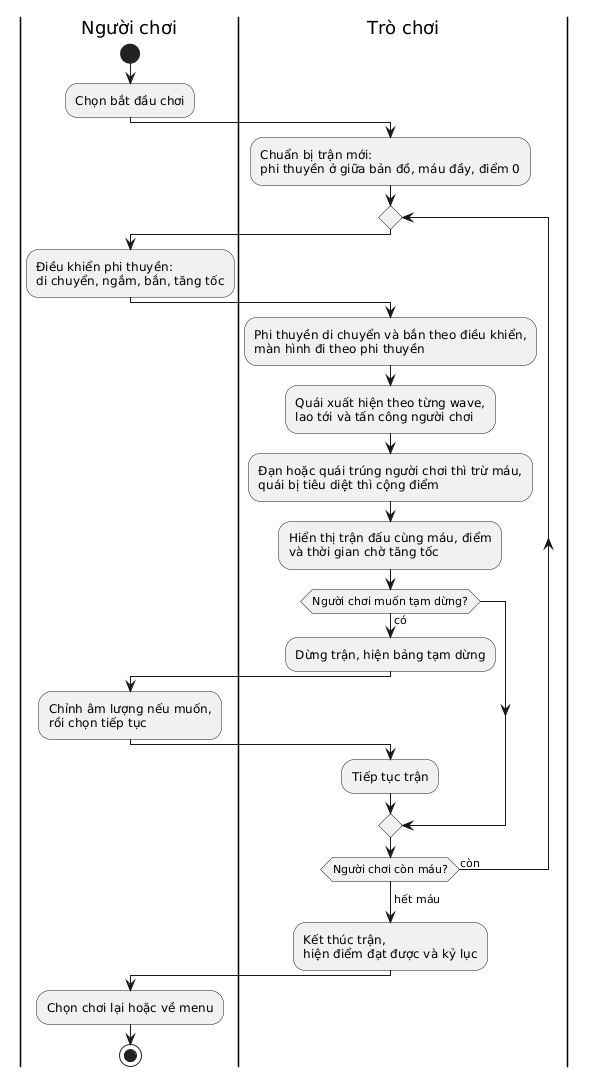 Người chơi
Trò chơi
Chọn bắt đầu chơi
Chuẩn bị trận mới:
phi thuyền ở giữa bản đồ, máu đầy, điểm 0
Điều khiển phi thuyền:
di chuyển, ngắm, bắn, tăng tốc
Phi thuyền di chuyển và bắn theo điều khiển,
màn hình đi theo phi thuyền
Quái xuất hiện theo từng wave,
lao tới và tấn công người chơi
Đạn hoặc quái trúng người chơi thì trừ máu,
quái bị tiêu diệt thì cộng điểm
Hiển thị trận đấu cùng máu, điểm
và thời gian chờ tăng tốc
Người chơi muốn tạm dừng?
có
Dừng trận, hiện bảng tạm dừng
Chỉnh âm lượng nếu muốn,
rồi chọn tiếp tục
Tiếp tục trận
Người chơi còn máu?
còn
hết máu
Kết thúc trận,
hiện điểm đạt được và kỷ lục
Chọn chơi lại hoặc về menu